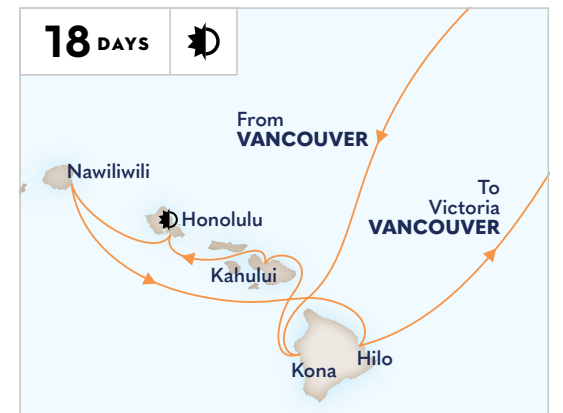 18 DAYS
From
VANCOUVER
Nawiliwili
To
Victoria
VANCOUVER
Honolulu
Kahului
Kona
Hilo